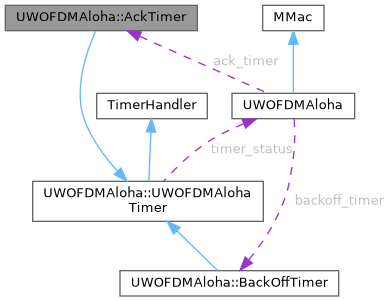 UWOFDMAloha::AckTimer
MMac
ack_timer
TimerHandler
UWOFDMAloha
timer_status
UWOFDMAloha::UWOFDMAloha
Timer
backoff_timer
UWOFDMAloha::BackOffTimer